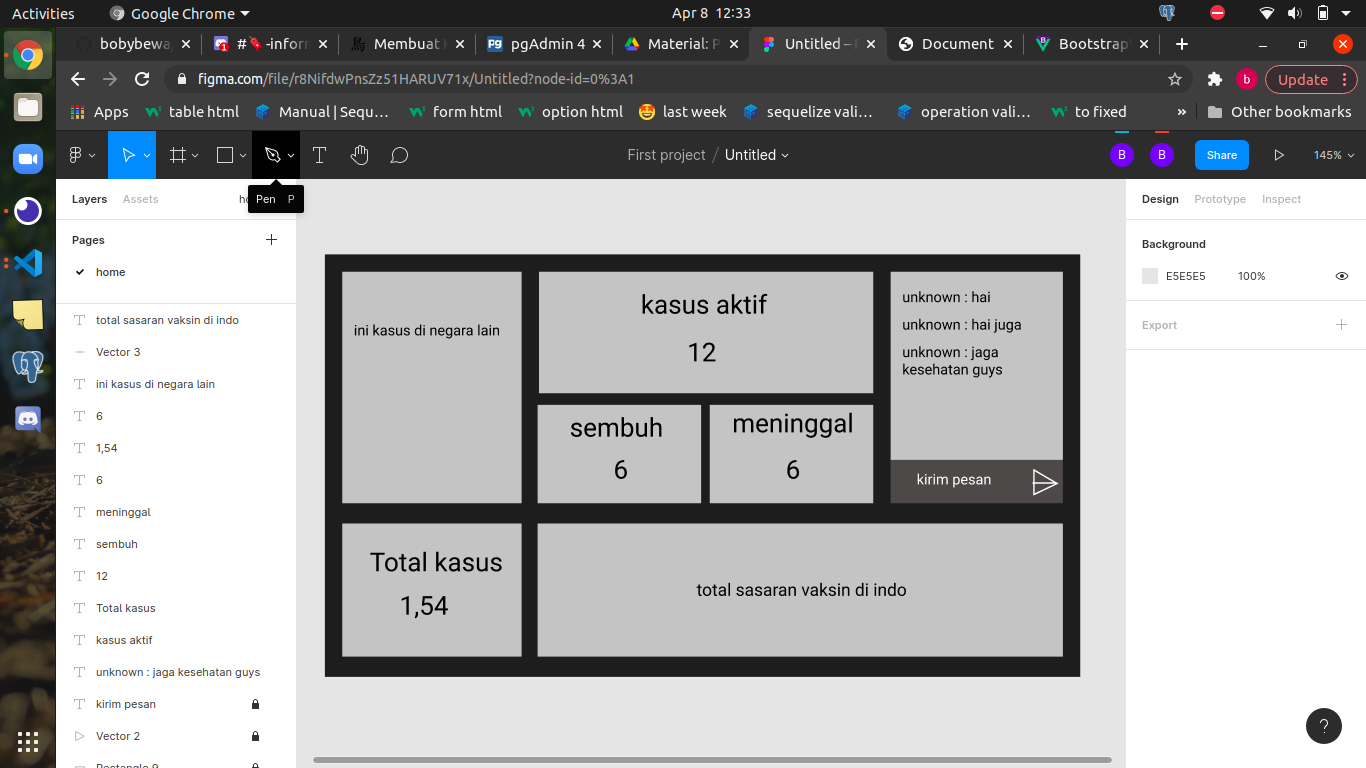 Activities
Google Chrome
Apr 8 12:33
bobybewa
#🔖-infor
Membuat
pgAdmin 4
Material: P
Untitled –
Document
Bootstrap
figma.com/file/r8NifdwPnsZz51HARUV71x/Untitled?node-id=0%3A1
b
Update
Apps
table html
Manual | Sequ…
form html
option html
last week
sequelize vali…
operation vali…
to fixed
»
Other bookmarks
First project / Untitled
B
B
Share
145%
Pen P
Layers
Assets
Pages
home
total sasaran vaksin di indo
Vector 3
ini kasus di negara lain
6
1,54
6
meninggal
sembuh
12
Total kasus
kasus aktif
unknown : jaga kesehatan guys
kirim pesan
Vector 2
Rectangle 9
ini kasus di negara lain
kasus aktif
12
sembuh
6
meninggal
6
unknown : hai
unknown : hai juga
unknown : jaga
kesehatan guys
kirim pesan
Total kasus
1,54
total sasaran vaksin di indo
Design
Prototype
Inspect
Background
E5E5E5
100%
Export
?